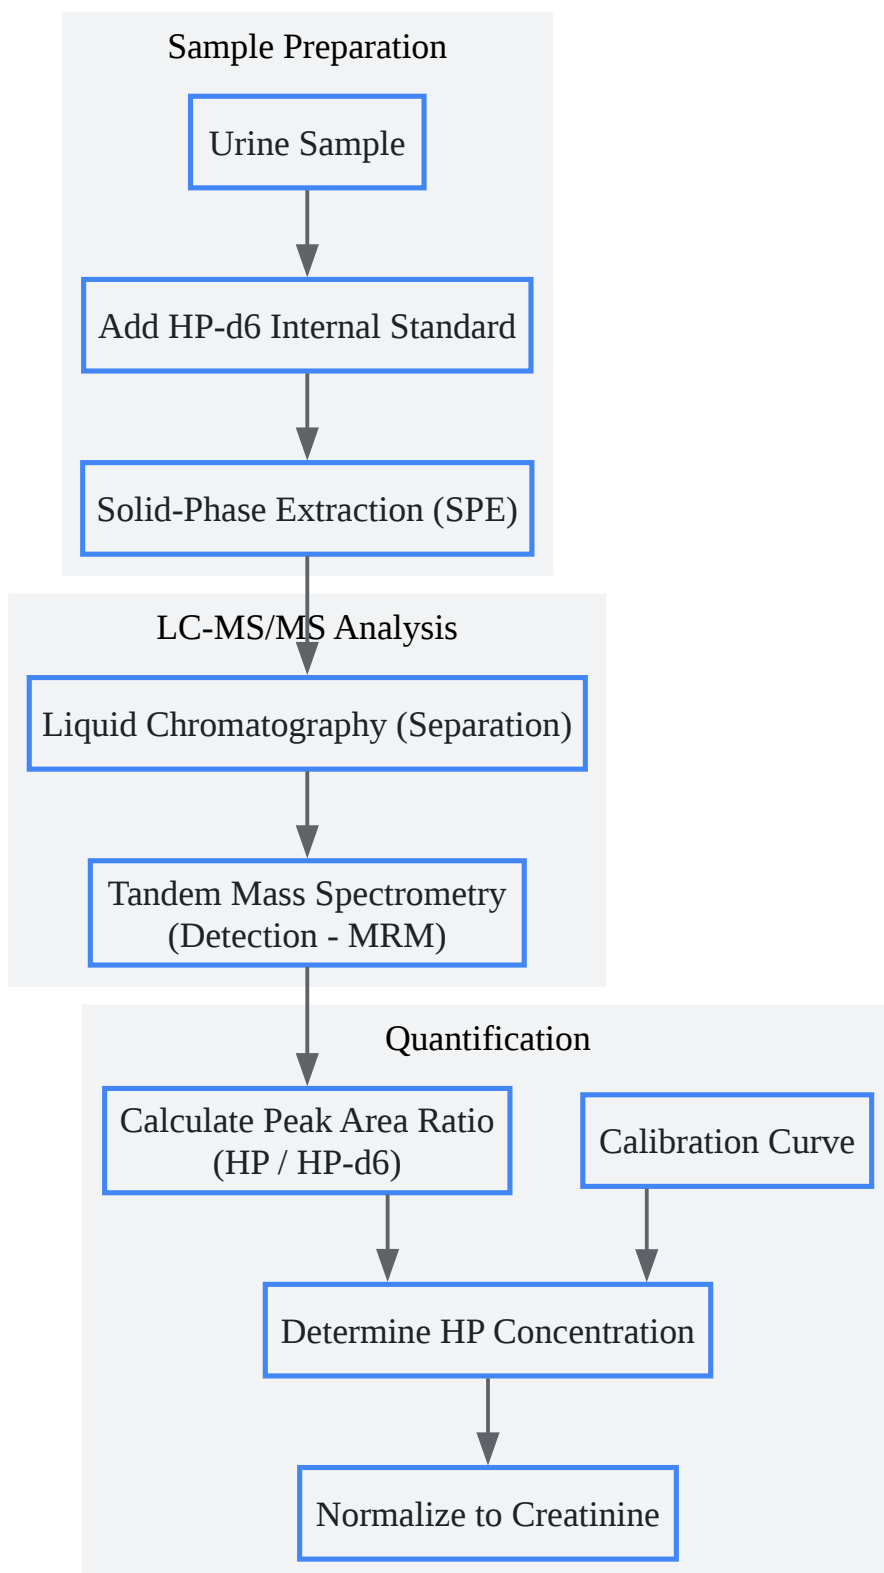 Sample Preparation
Urine Sample
Add HP-d6 Internal Standard
Solid-Phase Extraction (SPE)
LC-MS/MS Analysis
Liquid Chromatography (Separation)
Tandem Mass Spectrometry
(Detection - MRM)
Quantification
Calculate Peak Area Ratio
(HP / HP-d6)
Calibration Curve
Determine HP Concentration
Normalize to Creatinine